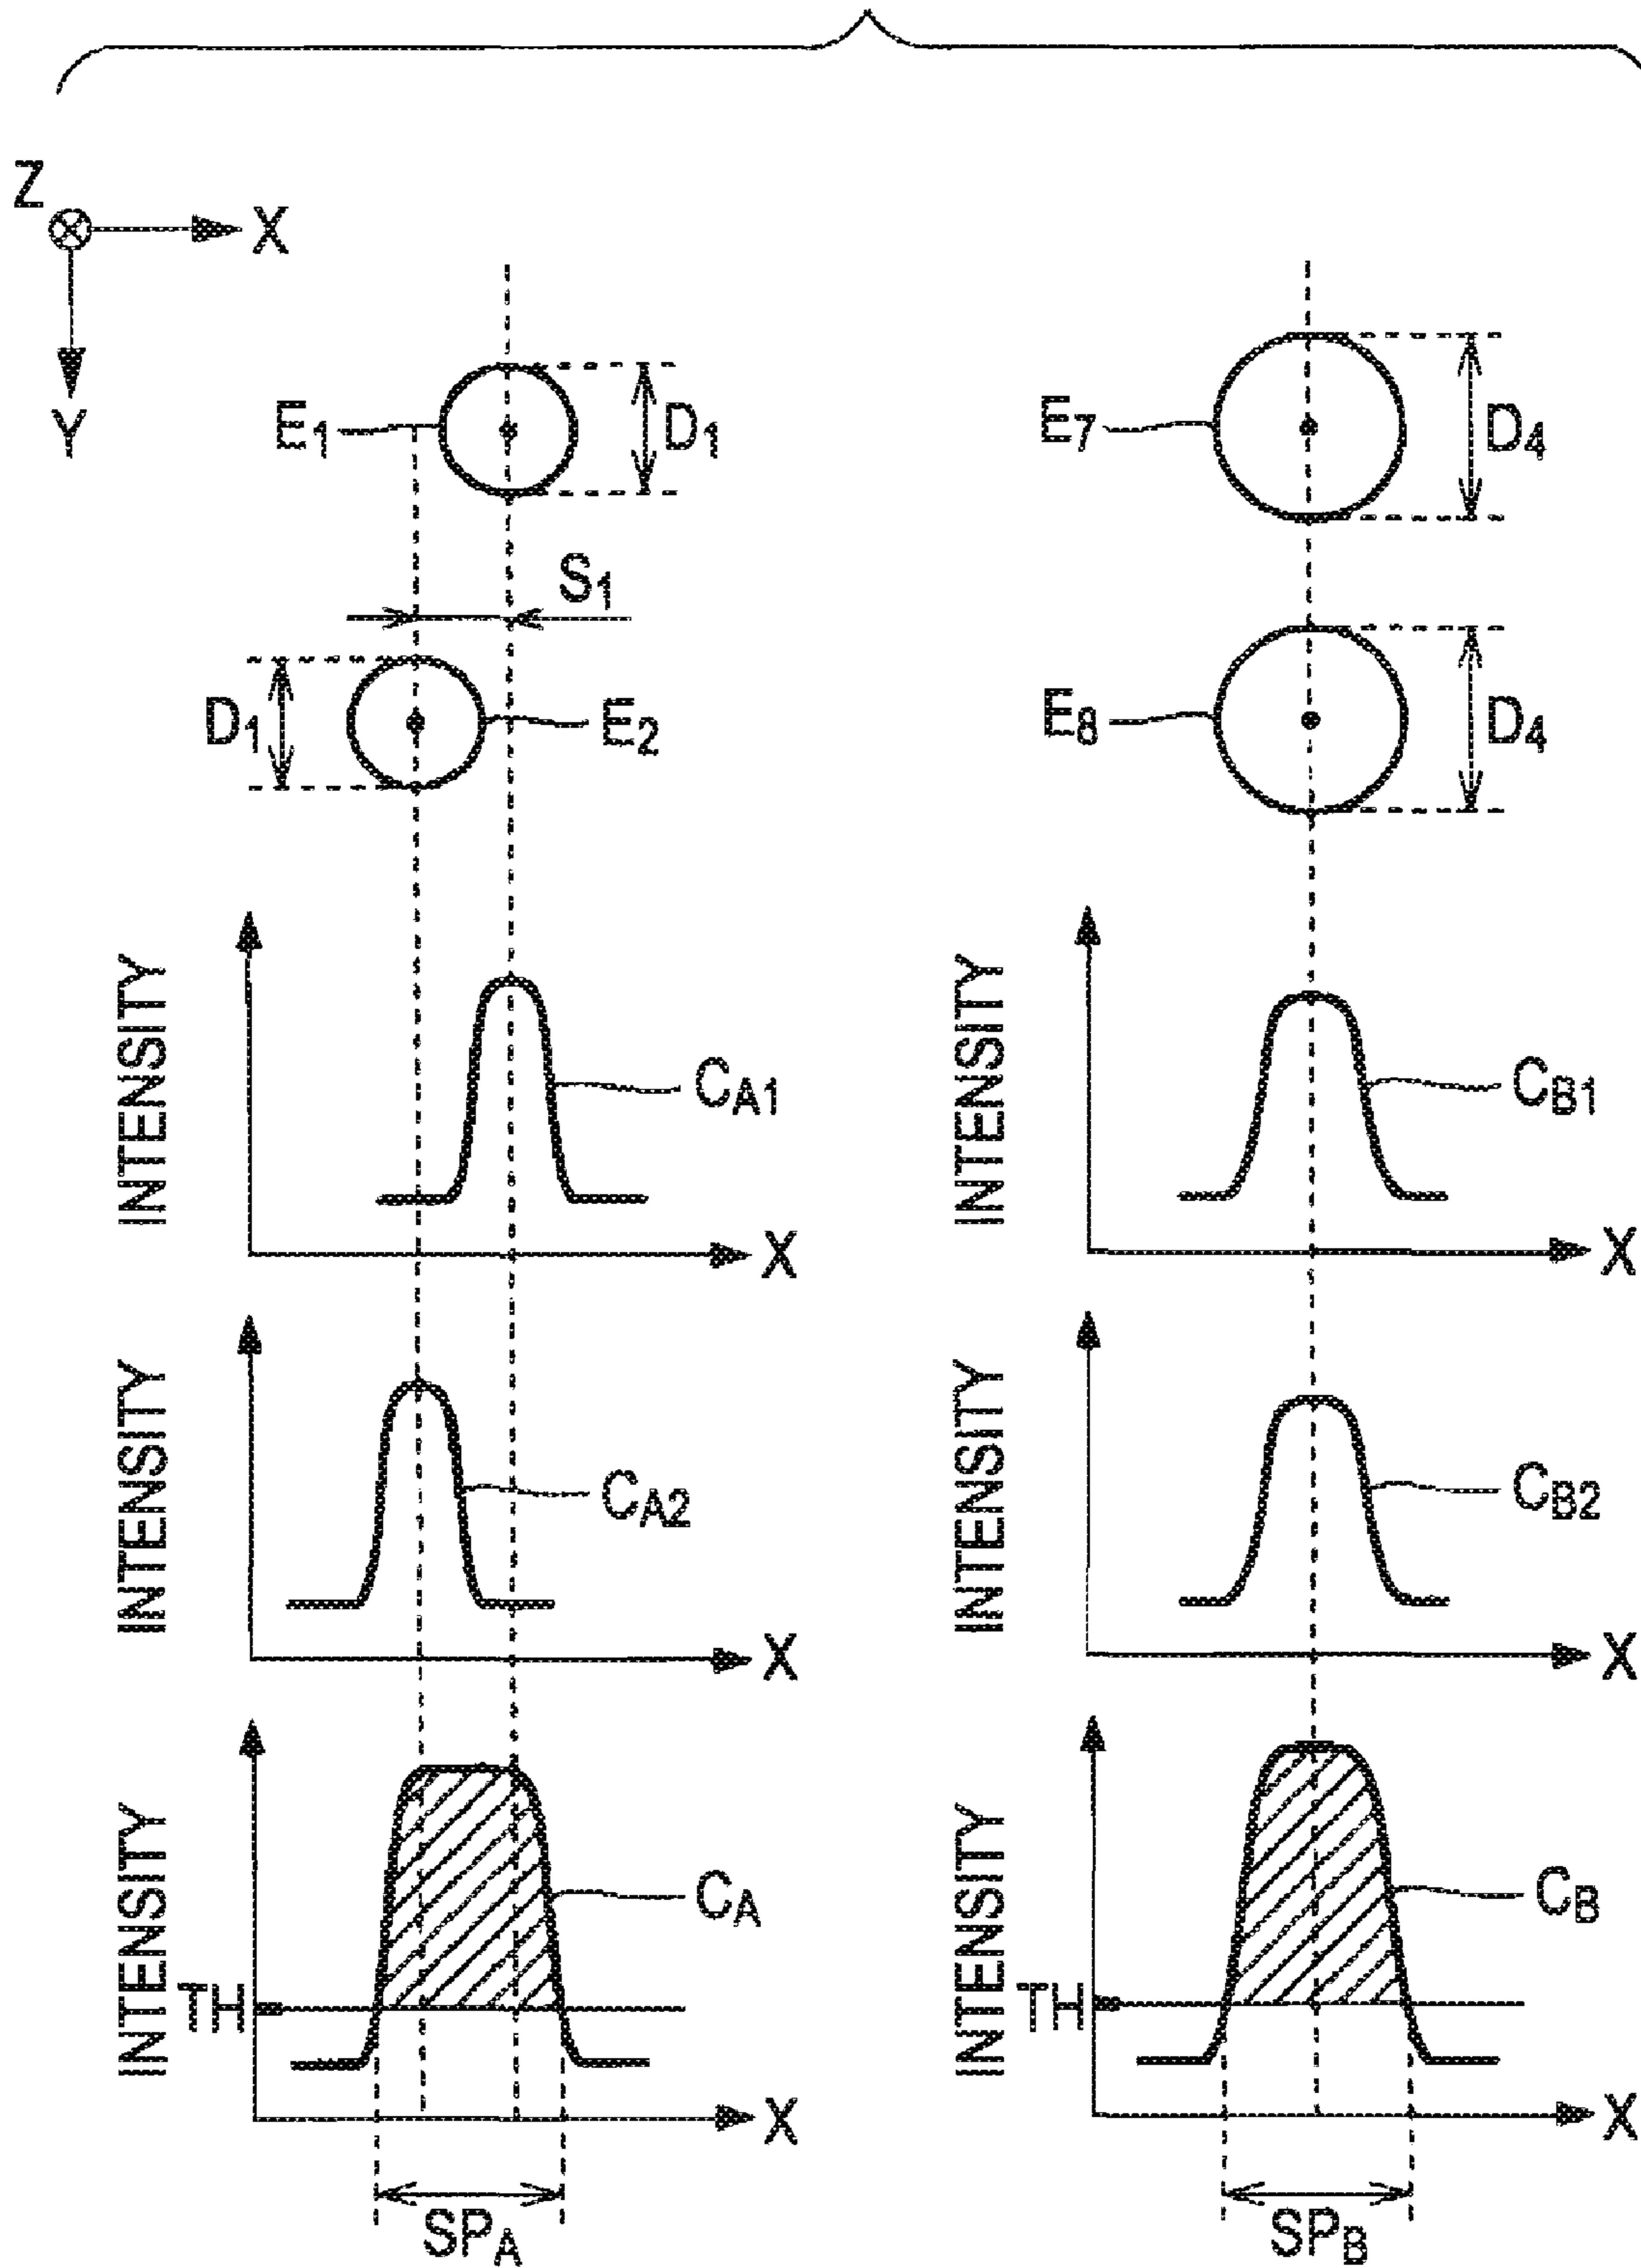 Z
X
Y
E1
D1
E7
D4
S1
D1
E2
E8
D4
INTENSITY
CA1
X
INTENSITY
CB1
X
INTENSITY
CA2
X
INTENSITY
CB2
X
INTENSITY
CA
TH
X
SPA
INTENSITY
CB
TH
X
SPB